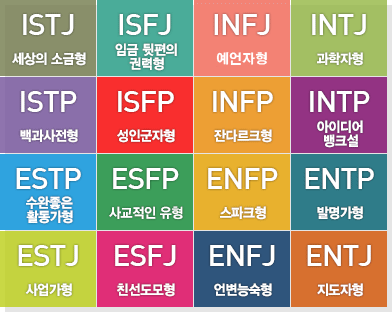 ISTJ
세상의 소금형
ISFJ
임금 뒷편의
권력형
INFJ
예언자형
INTJ
과학자형
ISTP
백과사전형
ISFP
성인군자형
INFP
잔다르크형
INTP
아이디어
뱅크설
ESTP
수완좋은
활동가형
ESFP
사교적인 유형
ENFP
스파크형
ENTP
발명가형
ESTJ
사업가형
ESFJ
친선도모형
ENFJ
언변능숙형
ENTJ
지도자형